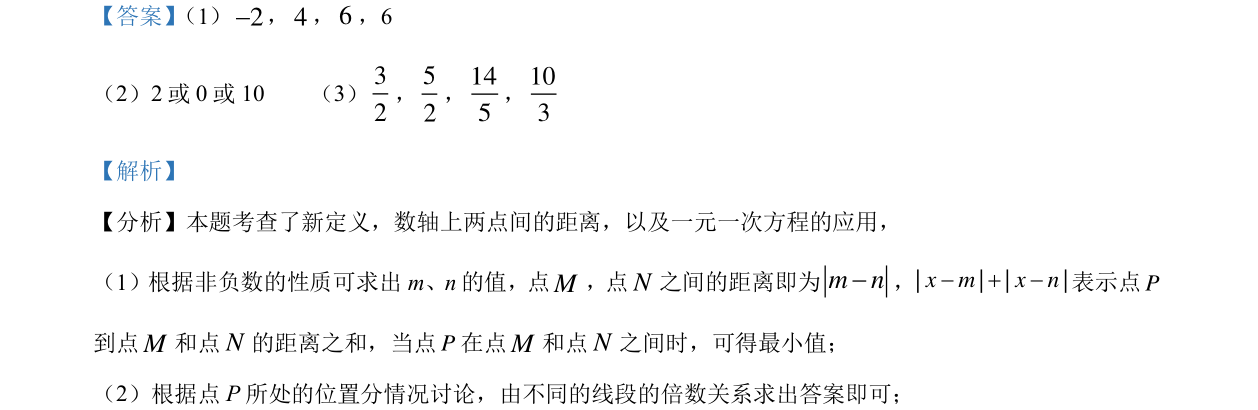 【答案】（1）−2， 4 ， 6 ，6
（2）2 或 0 或 10 （3）3/2 ，5/2 ，14/5 ，10/3
【解析】
【分析】本题考查了新定义，数轴上两点间的距离，以及一元一次方程的应用，
（1）根据非负数的性质可求出 m、n 的值，点 M ，点 N 之间的距离即为|m−n|，|x−m|+|x−n|表示点 P
到点 M 和点 N 的距离之和，当点 P 在点 M 和点 N 之间时，可得最小值；
（2）根据点 P 所处的位置分情况讨论，由不同的线段的倍数关系求出答案即可；